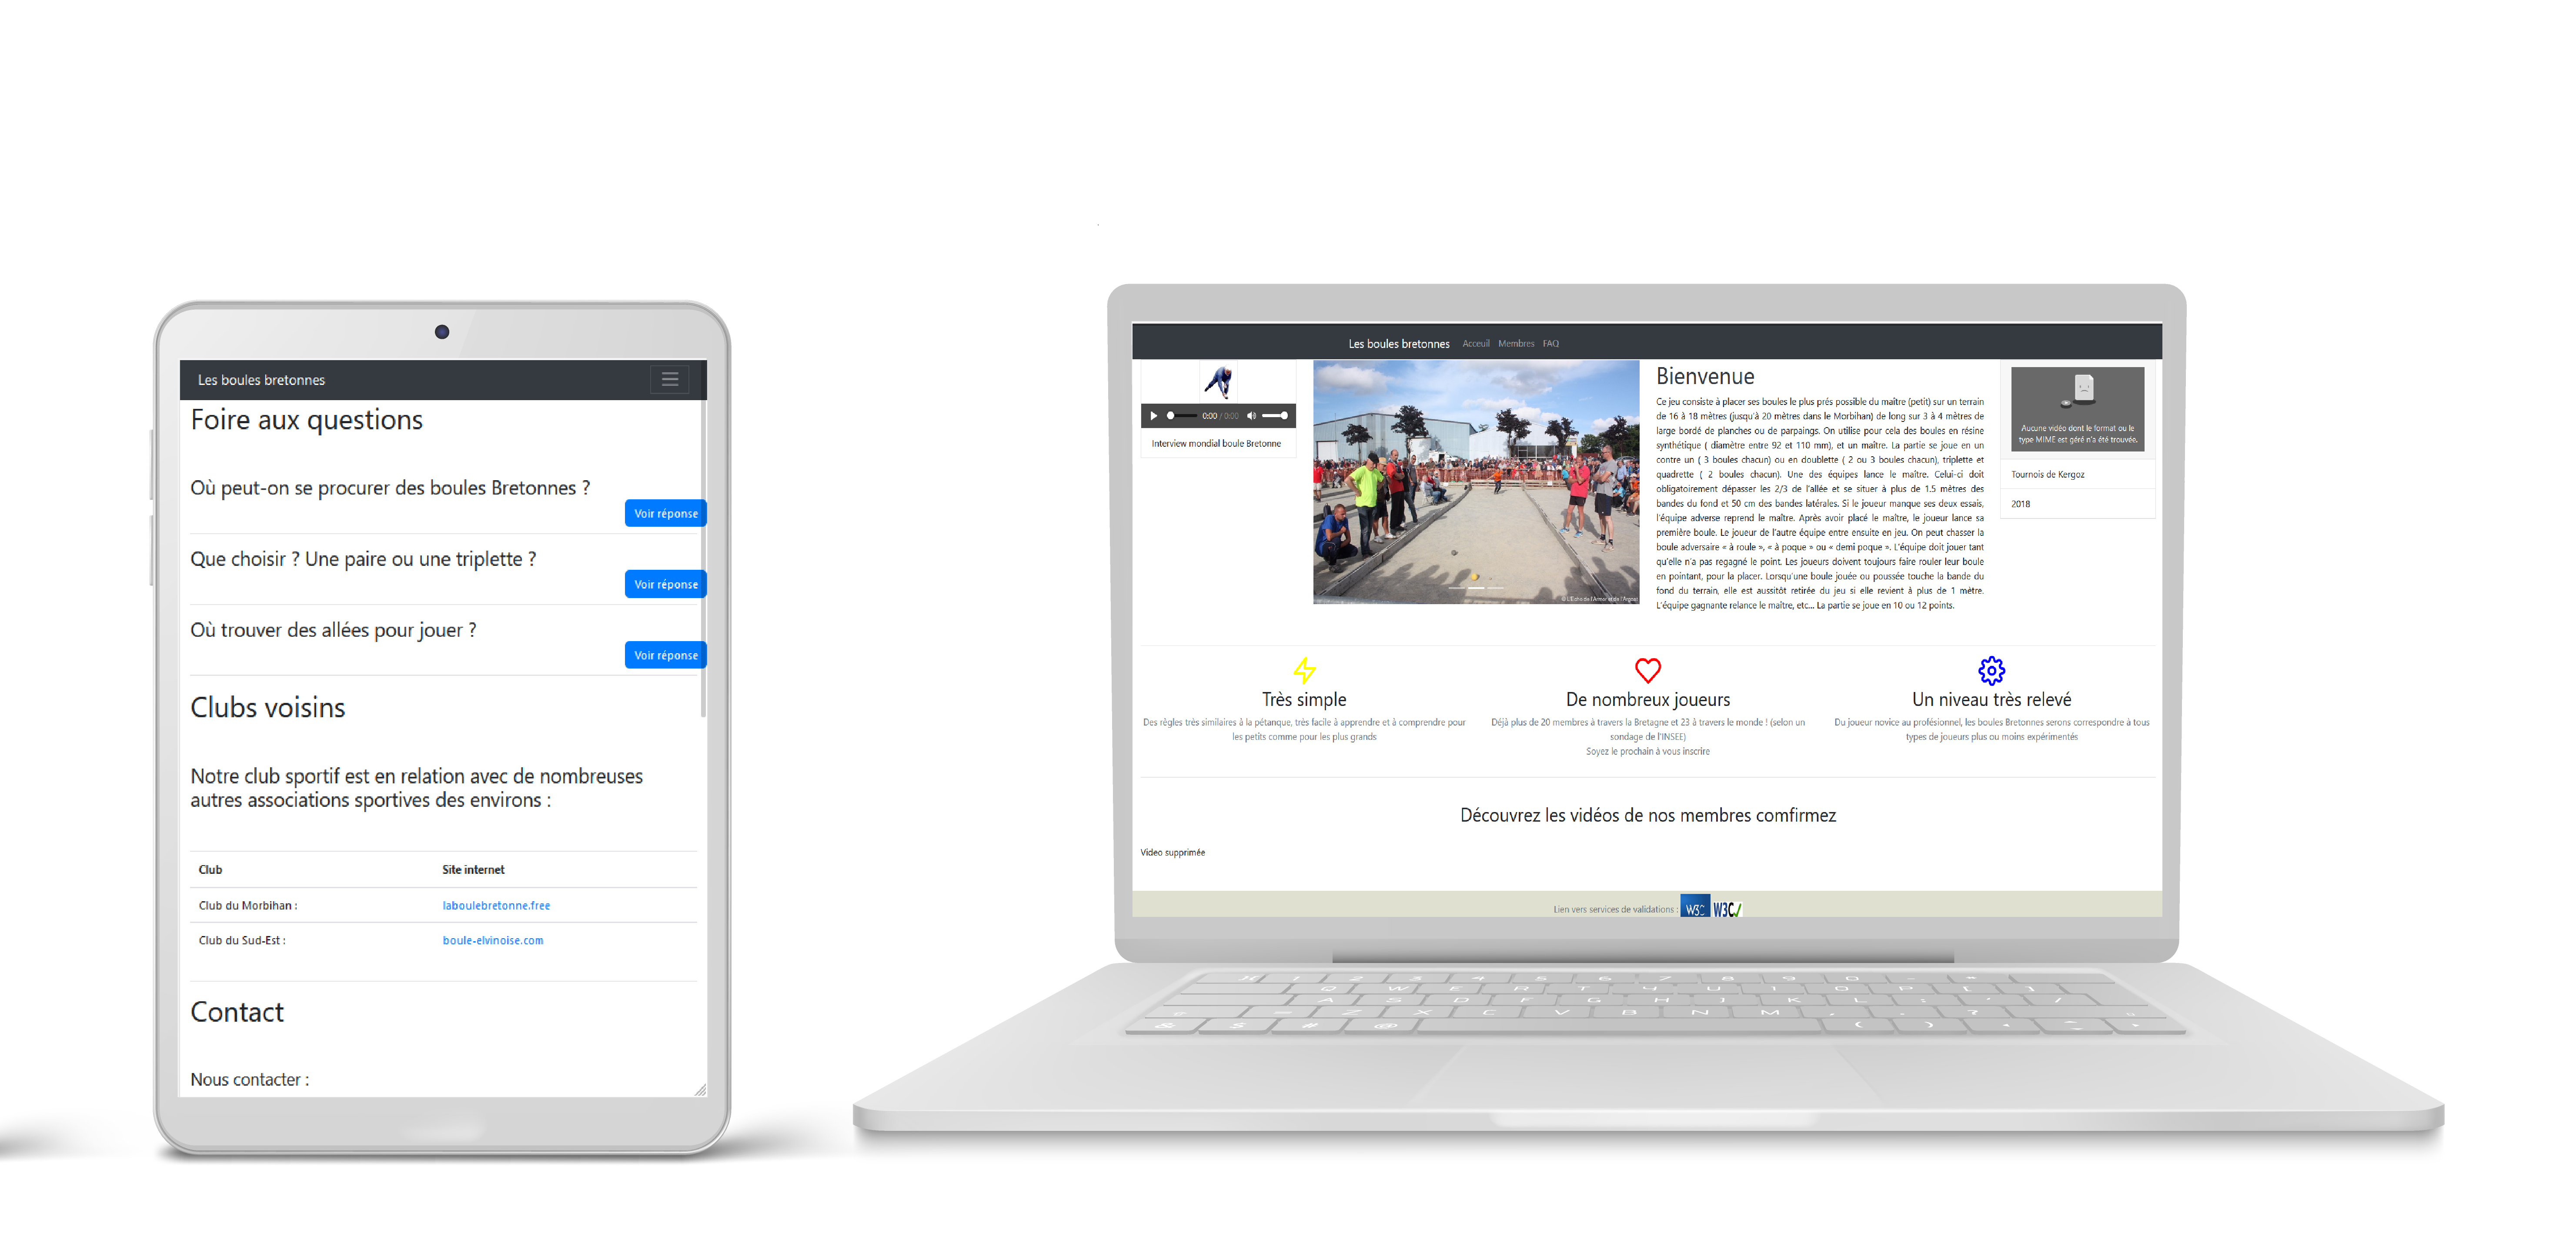 Les boules bretonnes
Foire aux questions
Où peut-on se procurer des boules Bretonnes ?
Voir réponse
Que choisir ? Une paire ou une triplette ?
Voir réponse
Où trouver des allées pour jouer ?
Voir réponse
Clubs voisins
Notre club sportif est en relation avec de nombreuses
autres associations sportives des environs :
Club Site internet
Club du Morbihan : laboulebretonne.free
Club du Sud-Est : boule-elvinoise.com
Contact
Nous contacter :
Les boules bretonnes Acceuil Membres FAQ
0:00 / 0:00
Interview mondial boule Bretonne
© L'Echo de l'Armor et de l'Argoat
Bienvenue
Ce jeu consiste à placer ses boules le plus prés possible du maître (petit) sur un terrain
de 16 à 18 mètres (jusqu'à 20 mètres dans le Morbihan) de long sur 3 à 4 mètres de
large bordé de planches ou de parpaings. On utilise pour cela des boules en résine
synthétique ( diamètre entre 92 et 110 mm), et un maître. La partie se joue en un
contre un ( 3 boules chacun) ou en doublette ( 2 ou 3 boules chacun), triplette et
quadrette ( 2 boules chacun). Une des équipes lance le maître. Celui-ci doit
obligatoirement dépasser les 2/3 de l'allée et se situer à plus de 1.5 mètres des
bandes du fond et 50 cm des bandes latérales. Si le joueur manque ses deux essais,
l'équipe adverse reprend le maître. Après avoir placé le maître, le joueur lance sa
première boule. Le joueur de l'autre équipe entre ensuite en jeu. On peut chasser la
boule adversaire « à roule », « à poque » ou « demi poque ». L'équipe doit jouer tant
qu'elle n'a pas regagné le point. Les joueurs doivent toujours faire rouler leur boule
en pointant, pour la placer. Lorsqu'une boule jouée ou poussée touche la bande du
fond du terrain, elle est aussitôt retirée du jeu si elle revient à plus de 1 mètre.
L'équipe gagnante relance le maître, etc... La partie se joue en 10 ou 12 points.
Aucune vidéo dont le format ou le
type MIME est géré n'a été trouvée.
Tournois de Kergoz
2018
Très simple
Des règles très similaires à la pétanque, très facile à apprendre et à comprendre pour
les petits comme pour les plus grands
De nombreux joueurs
Déjà plus de 20 membres à travers la Bretagne et 23 à travers le monde ! (selon un
sondage de l'INSEE)
Soyez le prochain à vous inscrire
Un niveau très relevé
Du joueur novice au profésionnel, les boules Bretonnes serons correspondre à tous
types de joueurs plus ou moins expérimentés
Découvrez les vidéos de nos membres comfirmez
Video supprimée
Lien vers services de validations : W3C W3C